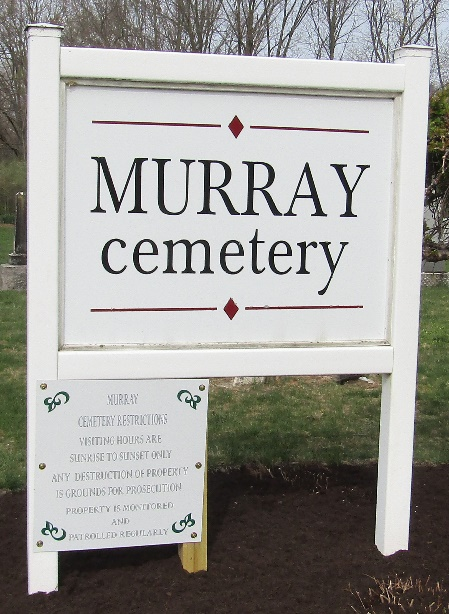 MURRAY
cemetery
MURRAY
CEMETERY RESTRICTIONS
VISITING HOURS ARE
SUNRISE TO SUNSET ONLY
ANY DESTRUCTION OF PROPERTY
IS GROUNDS FOR PROSECUTION
PROPERTY IS MONITORED
AND
PATROLLED REGULARLY